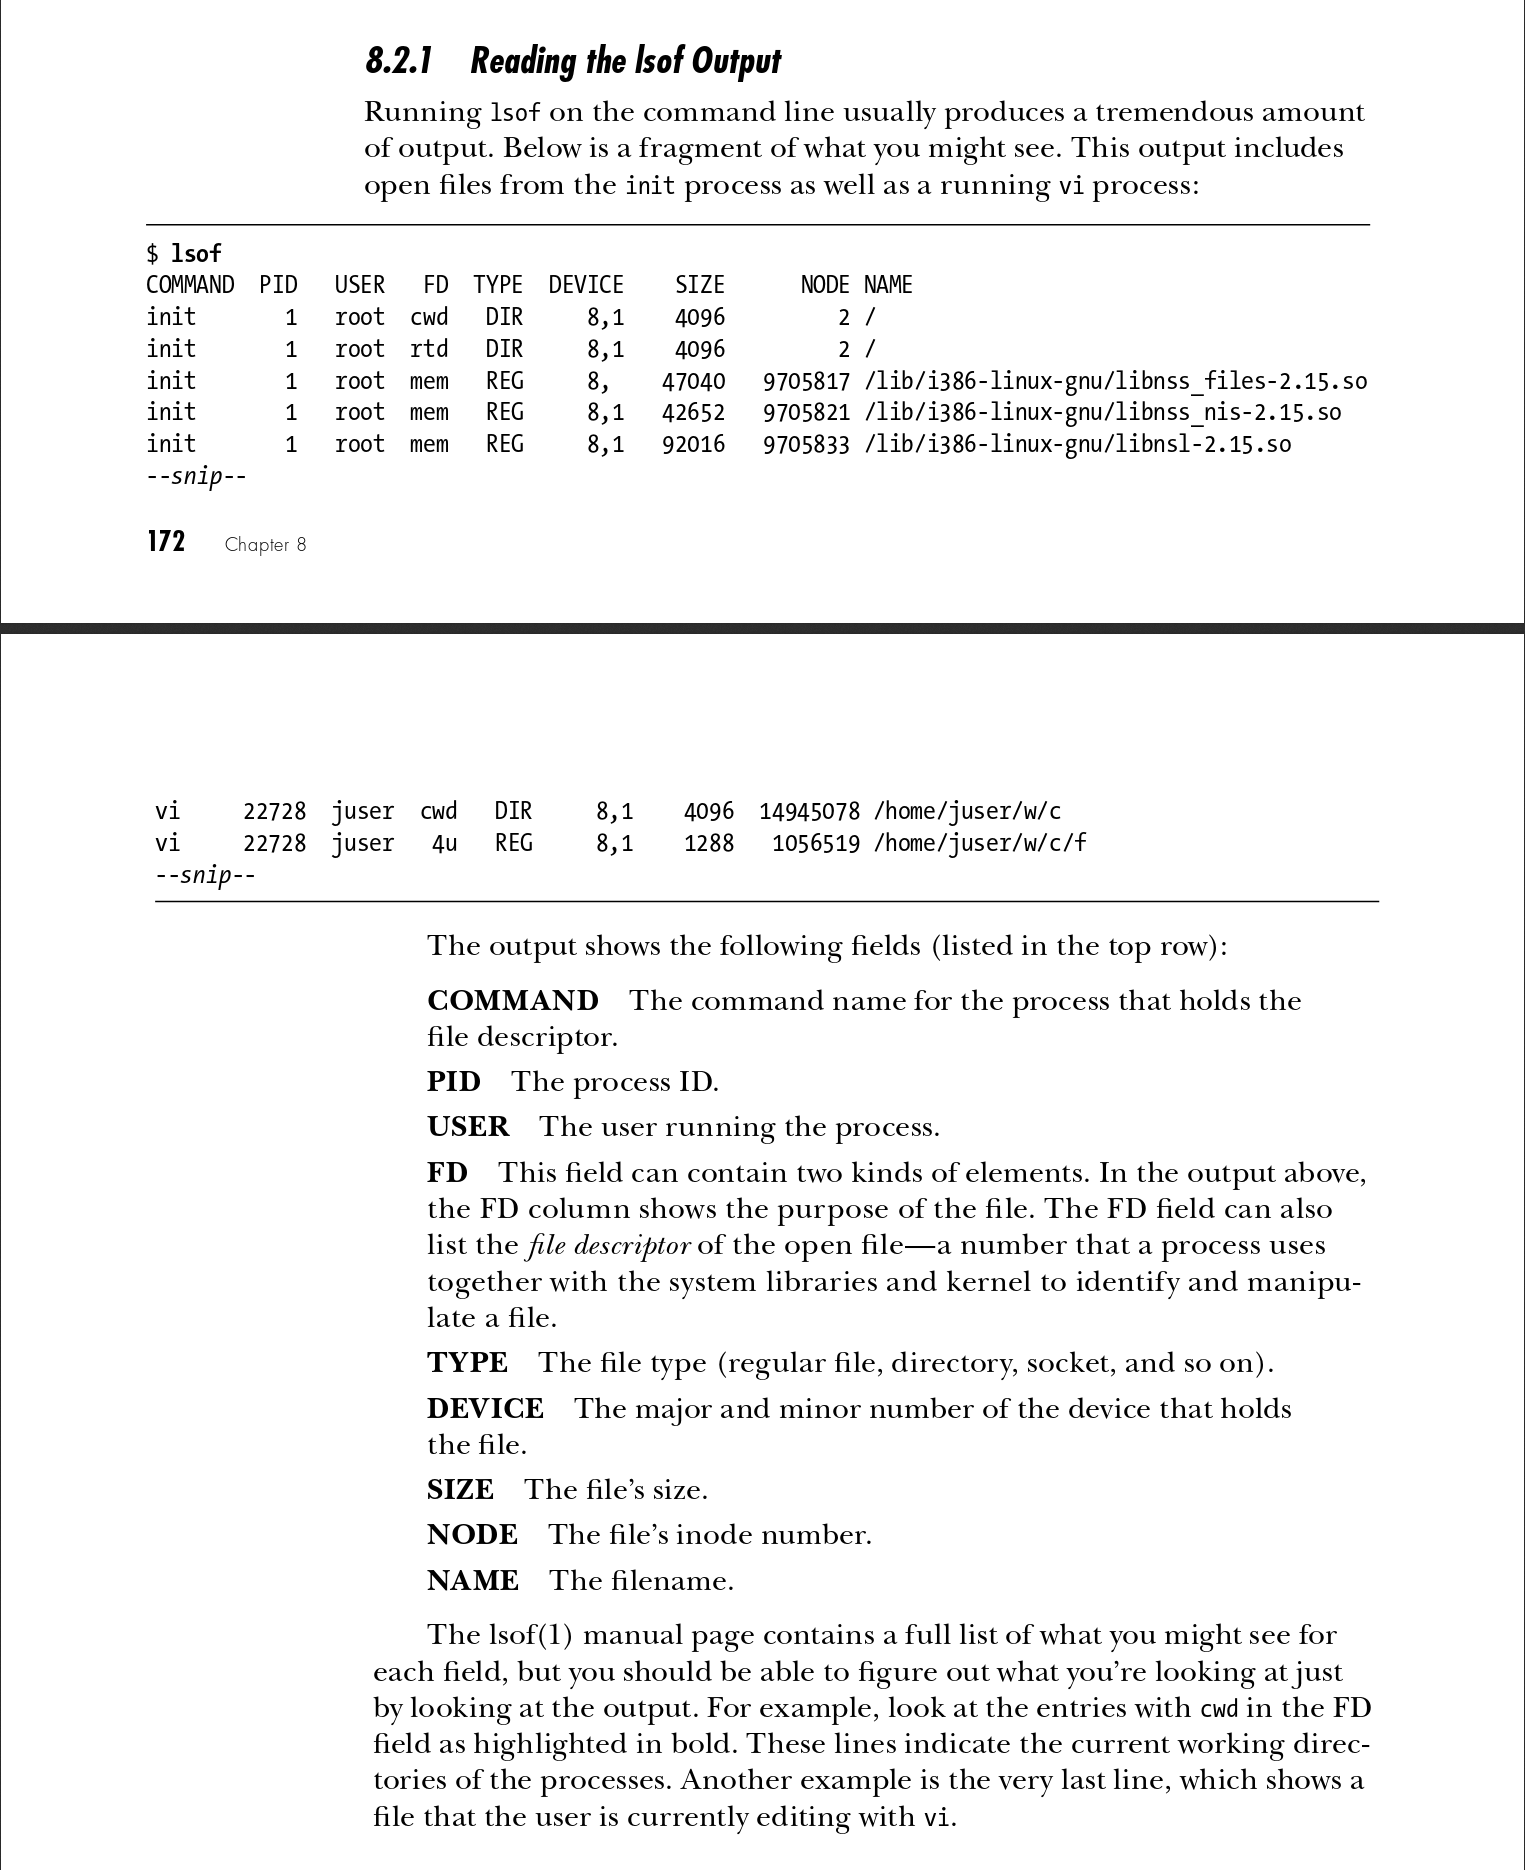 8.2.1 Reading the lsof Output
Running lsof on the command line usually produces a tremendous amount
of output. Below is a fragment of what you might see. This output includes
open files from the init process as well as a running vi process:
$ lsof
COMMAND PID USER FD TYPE DEVICE SIZE NODE NAME
init 1 root cwd DIR 8,1 4096 2 /
init 1 root rtd DIR 8,1 4096 2 /
init 1 root mem REG 8, 47040 9705817 /lib/i386-linux-gnu/libnss_files-2.15.so
init 1 root mem REG 8,1 42652 9705821 /lib/i386-linux-gnu/libnss_nis-2.15.so
init 1 root mem REG 8,1 92016 9705833 /lib/i386-linux-gnu/libnsl-2.15.so
--snip--
172 Chapter 8
vi 22728 juser cwd DIR 8,1 4096 14945078 /home/juser/w/c
vi 22728 juser 4u REG 8,1 1288 1056519 /home/juser/w/c/f
--snip--
The output shows the following fields (listed in the top row):
COMMAND The command name for the process that holds the
file descriptor.
PID The process ID.
USER The user running the process.
FD This field can contain two kinds of elements. In the output above,
the FD column shows the purpose of the file. The FD field can also
list the file descriptor of the open file—a number that a process uses
together with the system libraries and kernel to identify and manipu-
late a file.
TYPE The file type (regular file, directory, socket, and so on).
DEVICE The major and minor number of the device that holds
the file.
SIZE The file’s size.
NODE The file’s inode number.
NAME The filename.
The lsof(1) manual page contains a full list of what you might see for
each field, but you should be able to figure out what you’re looking at just
by looking at the output. For example, look at the entries with cwd in the FD
field as highlighted in bold. These lines indicate the current working direc-
tories of the processes. Another example is the very last line, which shows a
file that the user is currently editing with vi.